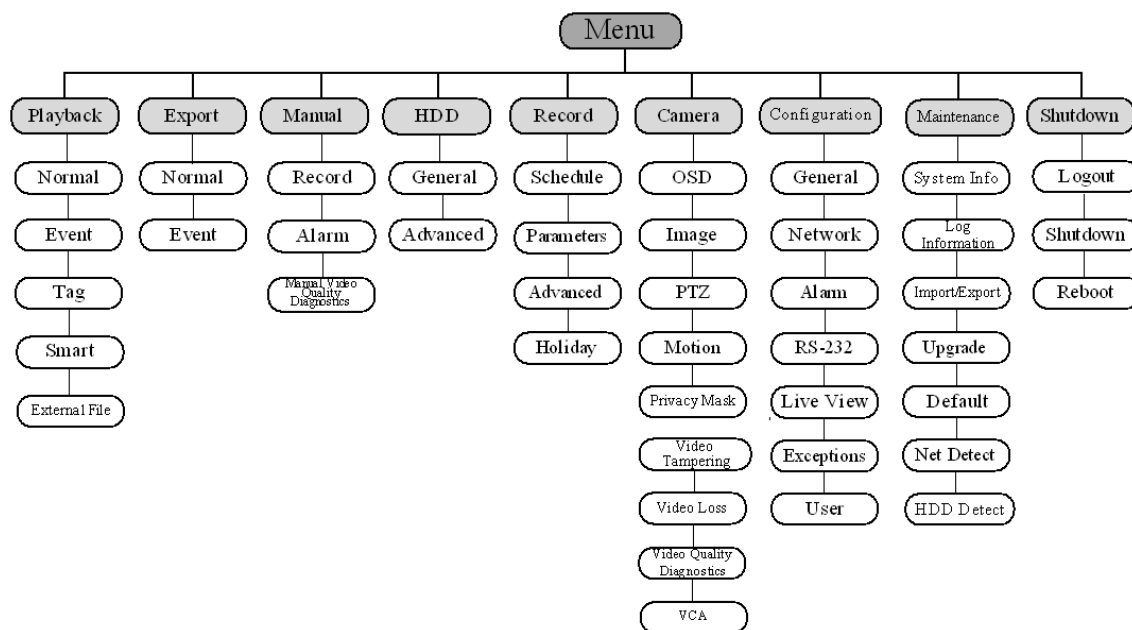 Menu
Playback
Export
Manual
HDD
Record
Camera
Configuration
Maintenance
Shutdown
Normal
Event
Tag
Smart
External File
Normal
Event
Record
Alarm
Manual Video
Quality
Diagnostics
General
Advanced
Schedule
Parameters
Advanced
Holiday
OSD
Image
PTZ
Motion
Privacy Mask
Video
Tampering
Video Loss
Video Quality
Diagnostics
VCA
General
Network
Alarm
RS-232
Live View
Exceptions
User
System Info
Log
Information
Import/Export
Upgrade
Default
Net Detect
HDD Detect
Logout
Shutdown
Reboot